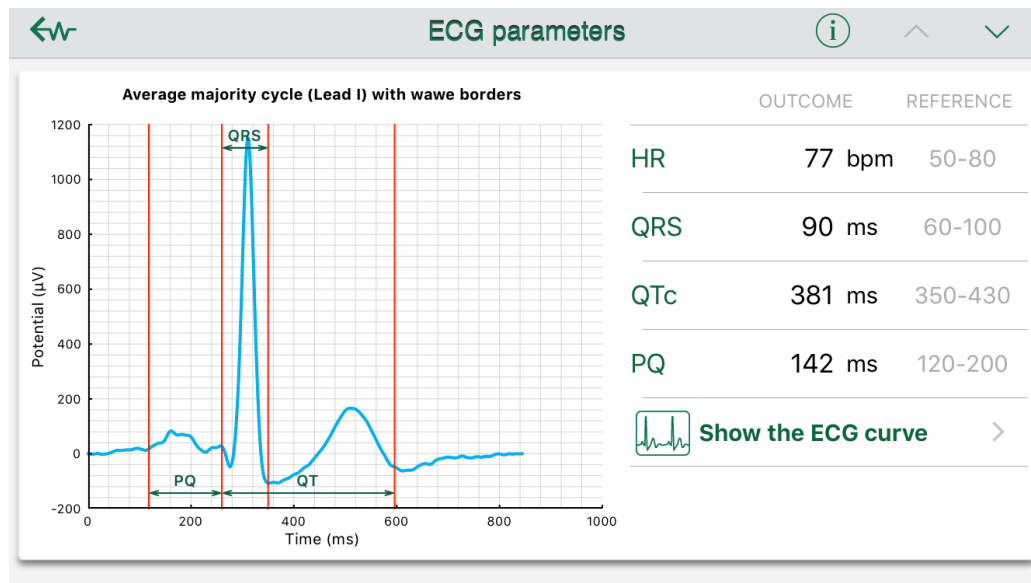 ECG parameters
i
Average majority cycle (Lead I) with wawe borders
1200
1000
800
600
400
200
0
-200
Potential (µV)
QRS
PQ
QT
0 200 400 600 800 1000
Time (ms)
OUTCOME REFERENCE
HR 77 bpm 50-80
QRS 90 ms 60-100
QTc 381 ms 350-430
PQ 142 ms 120-200
Show the ECG curve